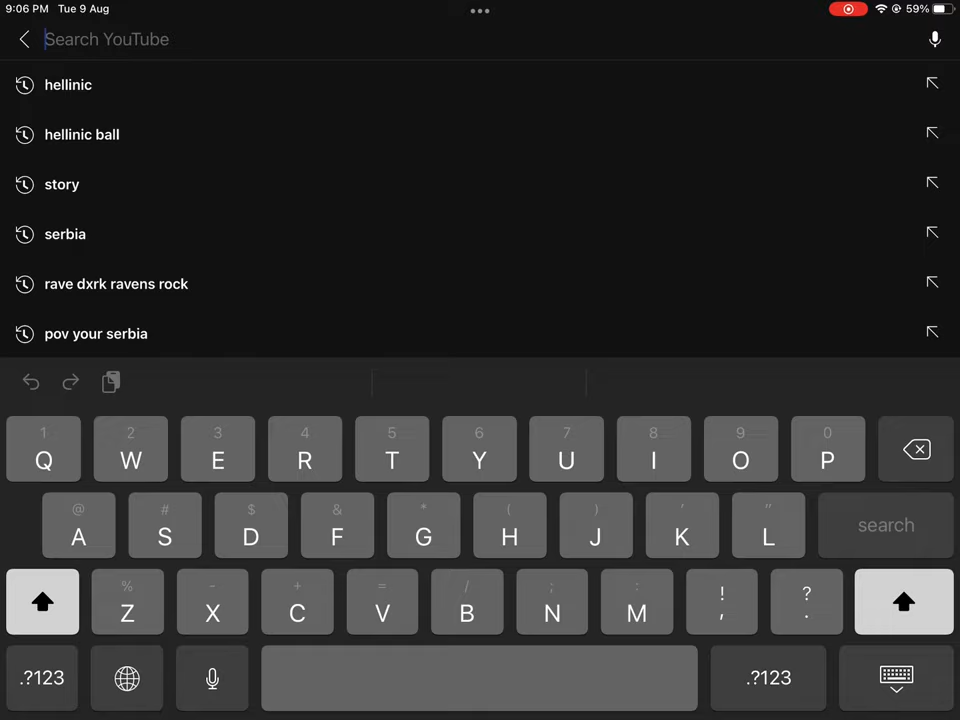 9:06 PM Tue 9 Aug 59%
Search YouTube
hellinic
hellinic ball
story
serbia
rave dxrk ravens rock
pov your serbia
1 2 3 4 5 6 7 8 9 0
Q W E R T Y U I O P
@ # $ & * ( ) ' "
A S D F G H J K L search
% - + = / ; : ! ?
Z X C V B N M , .
.?123 .?123